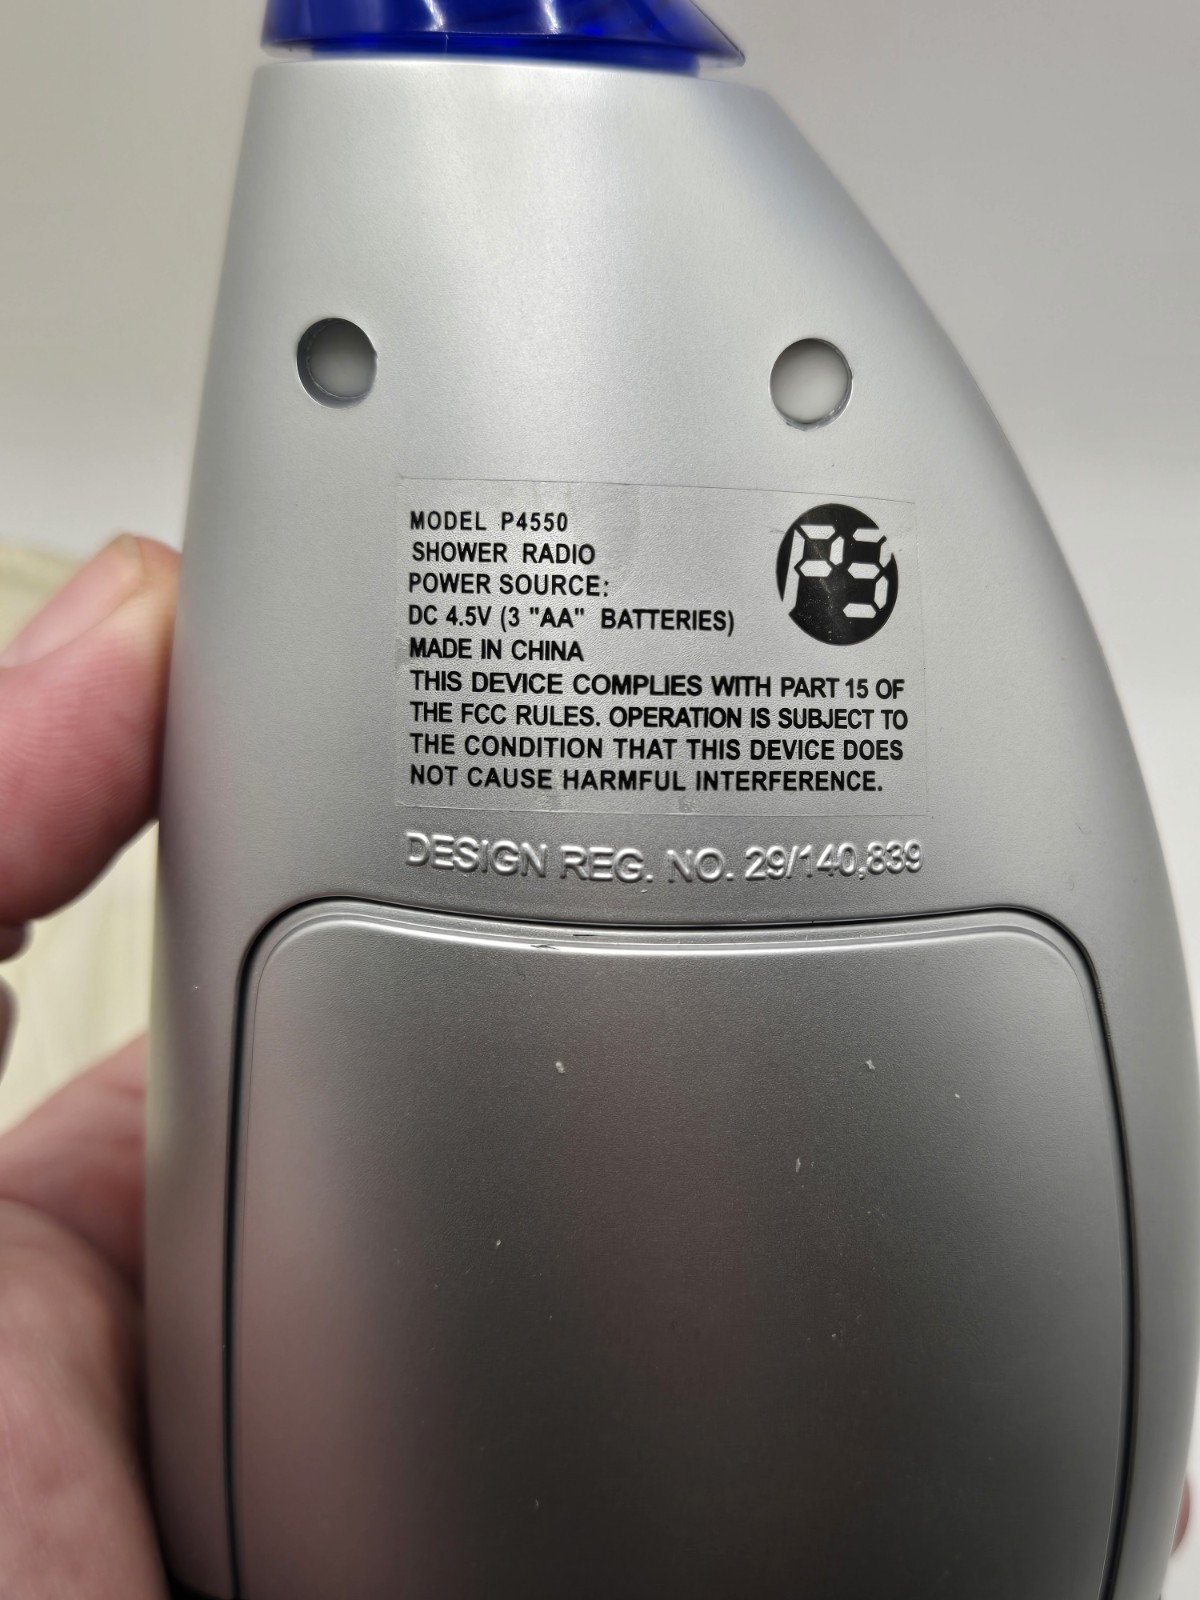 MODEL P4550
SHOWER RADIO
POWER SOURCE:
DC 4.5V (3 "AA" BATTERIES)
MADE IN CHINA
THIS DEVICE COMPLIES WITH PART 15 OF
THE FCC RULES. OPERATION IS SUBJECT TO
THE CONDITION THAT THIS DEVICE DOES
NOT CAUSE HARMFUL INTERFERENCE.
P3
DESIGN REG. NO. 29/140,839